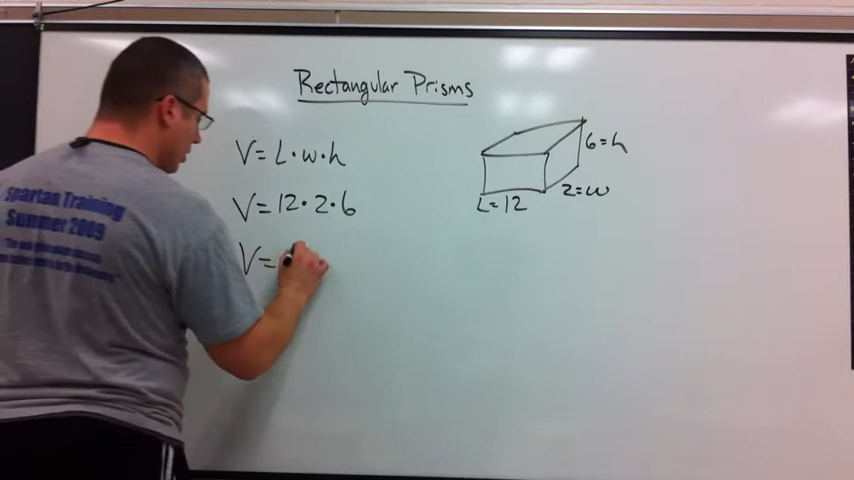 Rectangular Prisms
V = L · w · h
6 = h
2 = w
L = 12
V = 12 · 2 · 6
V =
Spartan Training
Summer 2009